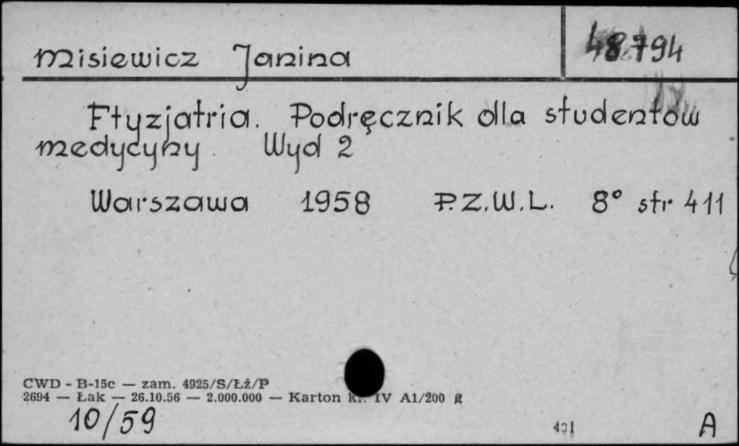 Misiewicz Janina
48794
Ftyzjatria. Podręcznik dla studentów
medycyny. Wyd 2
Warszawa 1958 P.Z.W.L. 8° str 411
CWD - B-15c — zam. 4925/S/Łż/P
2694 — Łak — 26.10.56 — 2.000.000 — Karton kl. IV A1/200 g
10/59
A